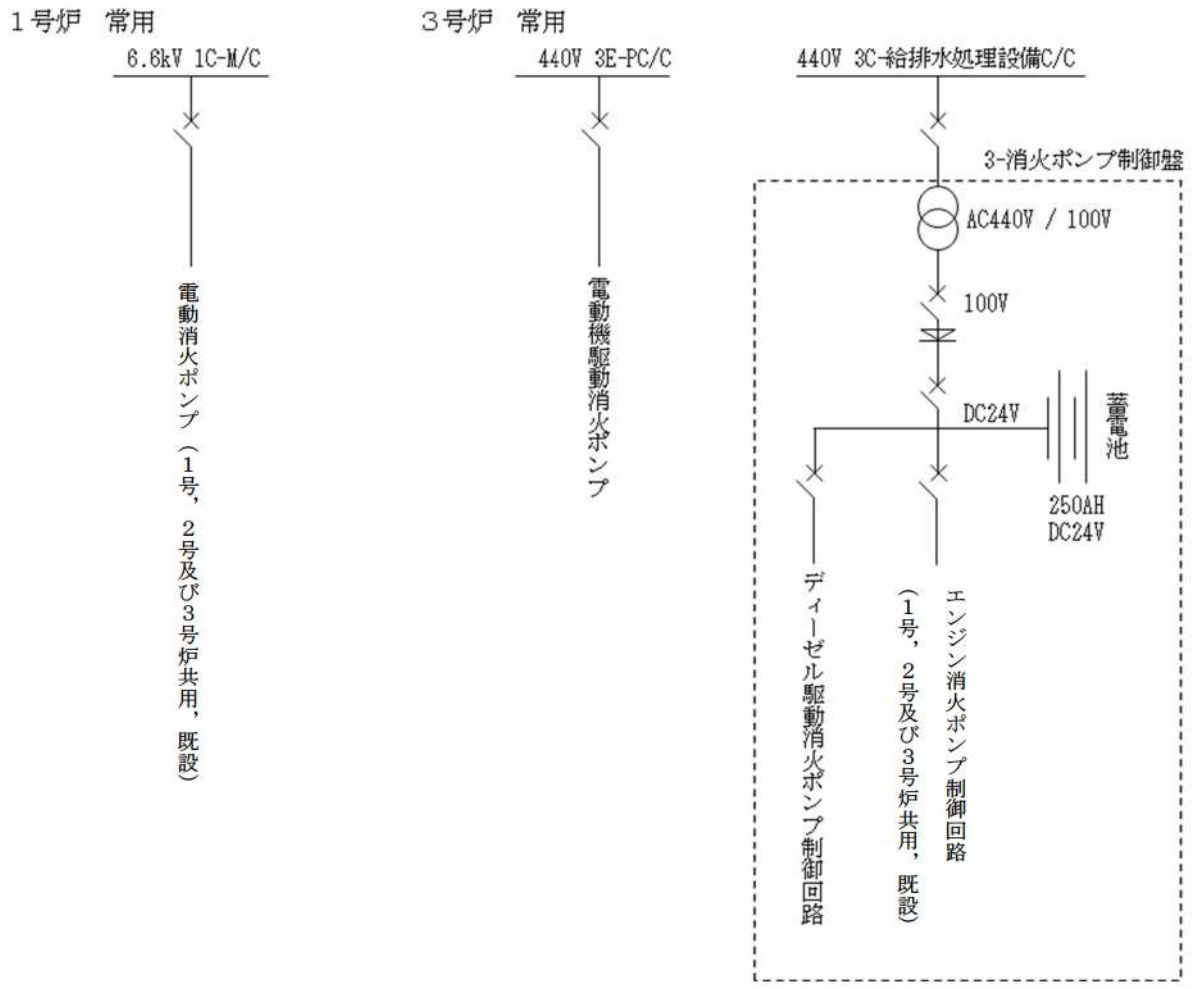 1号炉 常用
6.6kV 1C-M/C
電動消火ポンプ（1号，2号及び3号炉共用，既設）
3号炉 常用
440V 3E-PC/C
電動機駆動消火ポンプ
440V 3C-給排水処理設備C/C
3-消火ポンプ制御盤
AC440V / 100V
100V
DC24V
蓄電池
250AH
DC24V
ディーゼル駆動消火ポンプ制御回路
エンジン消火ポンプ制御回路
（1号，2号及び3号炉共用，既設）